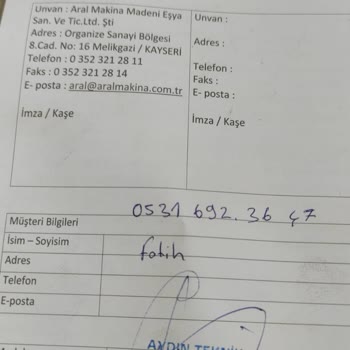 Unvan : Aral Makina Madeni Eşya
San. Ve Tic.Ltd. Şti
Adres : Organize Sanayi Bölgesi
8.Cad. No: 16 Melikgazi / KAYSERİ
Telefon : 0 352 321 28 11
Faks : 0 352 321 28 14
E- posta : aral@aralmakina.com.tr
İmza / Kaşe
Unvan :
Adres :
Telefon :
Faks :
E- posta :
İmza / Kaşe
0531 692.36 47
Müşteri Bilgileri
İsim – Soyisim
fatih
Adres
Telefon
E-posta
AYDIN TEKNİK